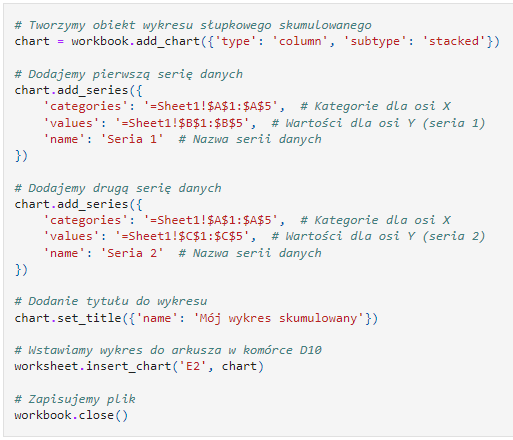 # Tworzymy obiekt wykresu słupkowego skumulowanego
chart = workbook.add_chart({'type': 'column', 'subtype': 'stacked'})
# Dodajemy pierwszą serię danych
chart.add_series({
'categories': '=Sheet1!$A$1:$A$5',  # Kategorie dla osi X
'values': '=Sheet1!$B$1:$B$5',  # Wartości dla osi Y (seria 1)
'name': 'Seria 1'  # Nazwa serii danych
})
# Dodajemy drugą serię danych
chart.add_series({
'categories': '=Sheet1!$A$1:$A$5',  # Kategorie dla osi X
'values': '=Sheet1!$C$1:$C$5',  # Wartości dla osi Y (seria 2)
'name': 'Seria 2'  # Nazwa serii danych
})
# Dodanie tytułu do wykresu
chart.set_title({'name': 'Mój wykres skumulowany'})
# Wstawiamy wykres do arkusza w komórce D10
worksheet.insert_chart('E2', chart)
# Zapisujemy plik
workbook.close()